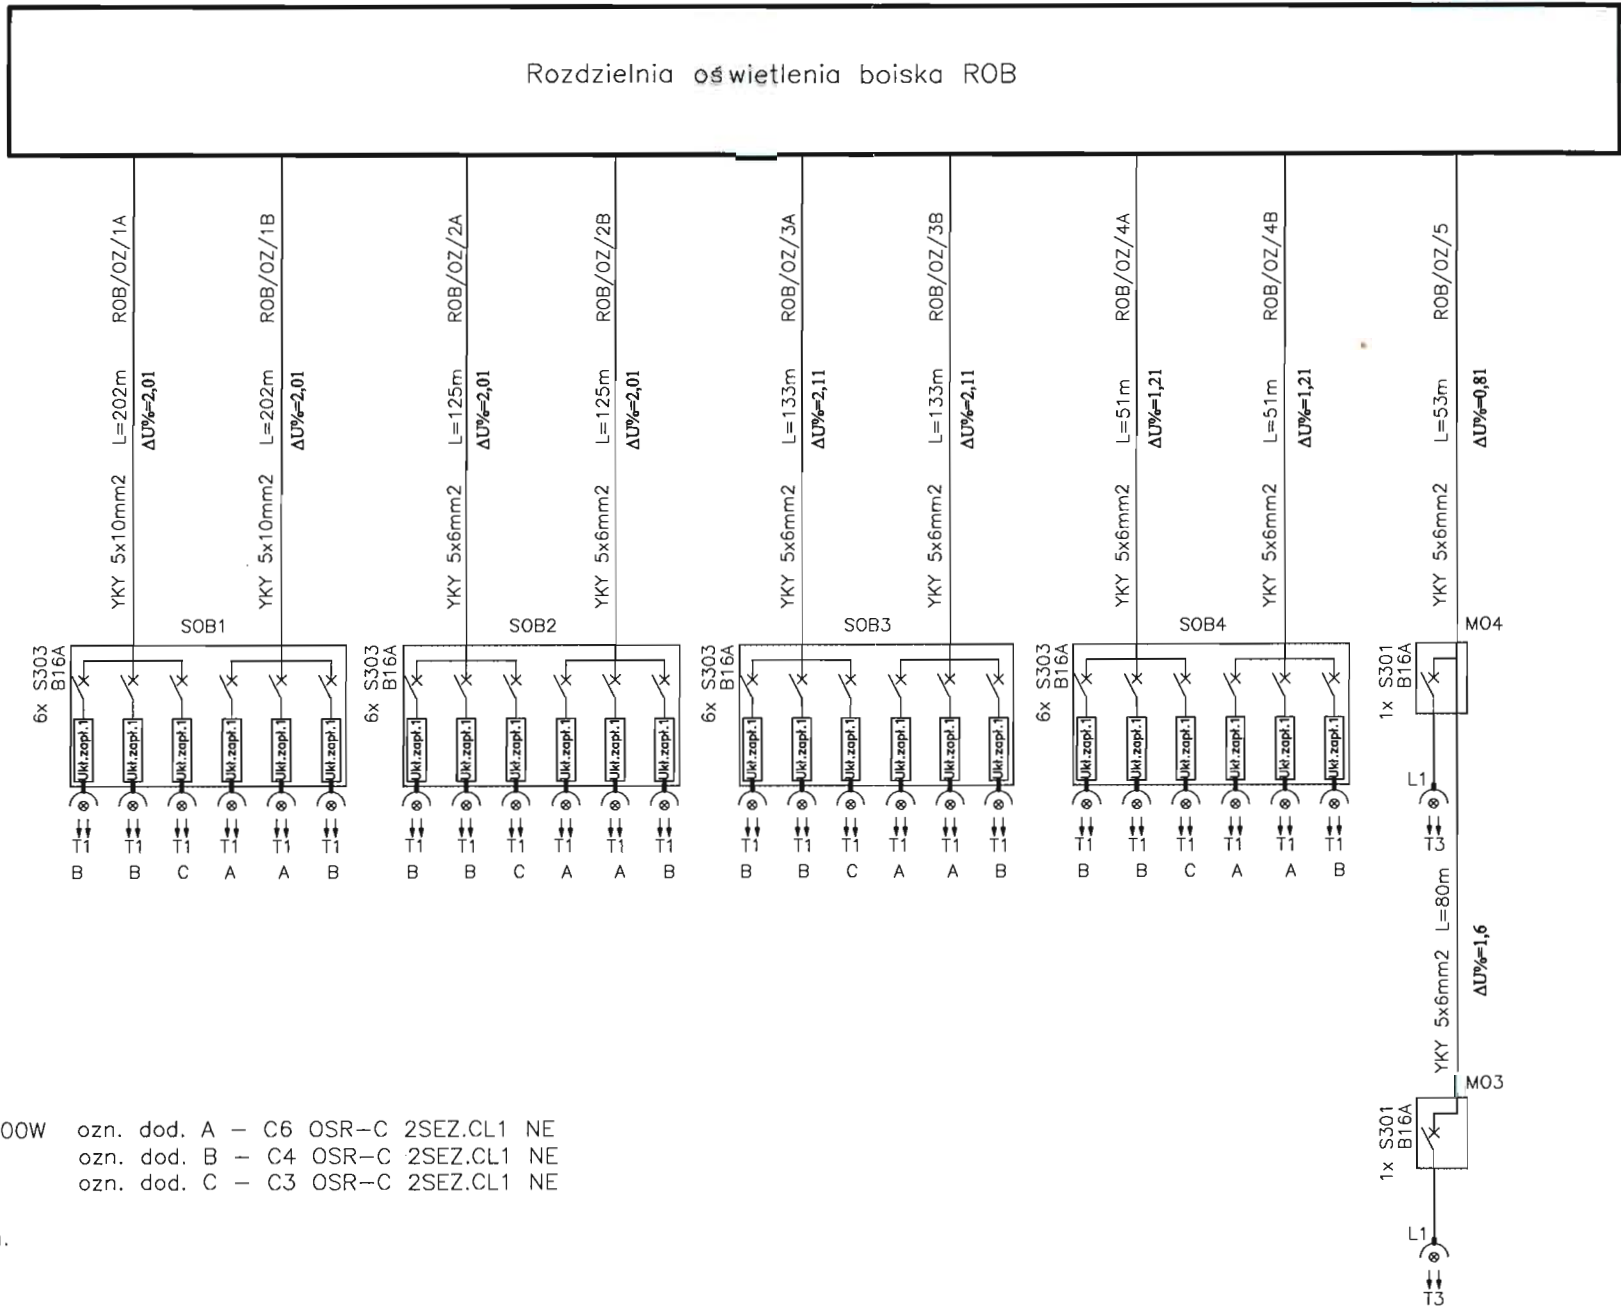 Rozdzielnia oświetlenia boiska ROB
ROB/OZ/1A
L=202m
ΔU%=2,01
YKY 5x10mm2
ROB/OZ/1B
L=202m
ΔU%=2,01
YKY 5x10mm2
ROB/OZ/2A
L=125m
ΔU%=2,01
YKY 5x6mm2
ROB/OZ/2B
L=125m
ΔU%=2,01
YKY 5x6mm2
ROB/OZ/3A
L=133m
ΔU%=2,11
YKY 5x6mm2
ROB/OZ/3B
L=133m
ΔU%=2,11
YKY 5x6mm2
ROB/OZ/4A
L=51m
ΔU%=1,21
YKY 5x6mm2
ROB/OZ/4B
L=51m
ΔU%=1,21
YKY 5x6mm2
ROB/OZ/5
L=53m
ΔU%=0,81
YKY 5x6mm2
SOB1
6x S303
B16A
Ukł.zapł.1 Ukł.zapł.1 Ukł.zapł.1 Ukł.zapł.1 Ukł.zapł.1 Ukł.zapł.1
T1 T1 T1 T1 T1 T1
B B C A A B
SOB2
6x S303
B16A
Ukł.zapł.1 Ukł.zapł.1 Ukł.zapł.1 Ukł.zapł.1 Ukł.zapł.1 Ukł.zapł.1
T1 T1 T1 T1 T1 T1
B B C A A B
SOB3
6x S303
B16A
Ukł.zapł.1 Ukł.zapł.1 Ukł.zapł.1 Ukł.zapł.1 Ukł.zapł.1 Ukł.zapł.1
T1 T1 T1 T1 T1 T1
B B C A A B
SOB4
6x S303
B16A
Ukł.zapł.1 Ukł.zapł.1 Ukł.zapł.1 Ukł.zapł.1 Ukł.zapł.1 Ukł.zapł.1
T1 T1 T1 T1 T1 T1
B B C A A B
MO4
1x S301
B16A
L1
T3
YKY 5x6mm2 L=80m
ΔU%=1,6
MO3
1x S301
B16A
L1
T3
00W ozn. dod. A – C6 OSR–C 2SEZ.CL1 NE
ozn. dod. B – C4 OSR–C 2SEZ.CL1 NE
ozn. dod. C – C3 OSR–C 2SEZ.CL1 NE